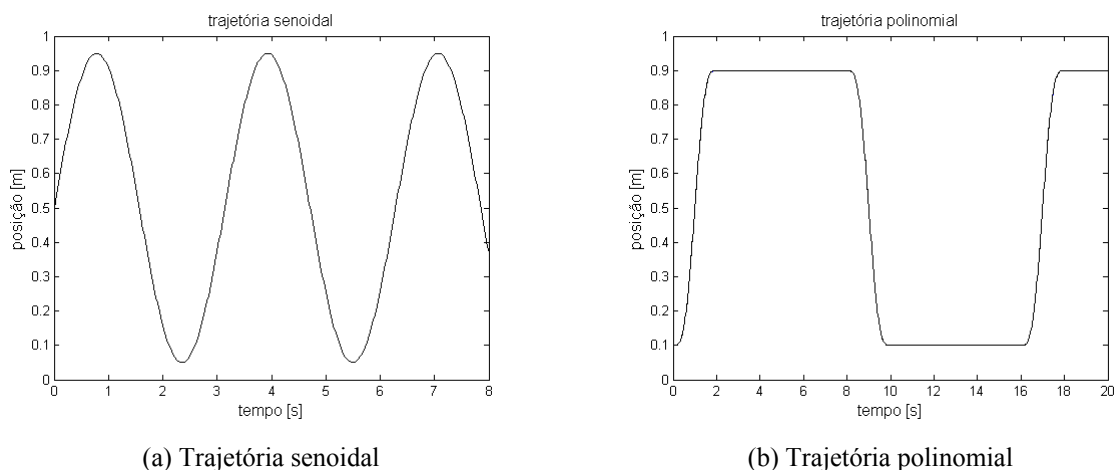 trajetória senoidal
1
0.9
0.8
0.7
0.6
0.5
0.4
0.3
0.2
0.1
0
posição [m]
0 1 2 3 4 5 6 7 8
tempo [s]
(a) Trajetória senoidal
trajetória polinomial
1
0.9
0.8
0.7
0.6
0.5
0.4
0.3
0.2
0.1
0
posição [m]
0 2 4 6 8 10 12 14 16 18 20
tempo [s]
(b) Trajetória polinomial